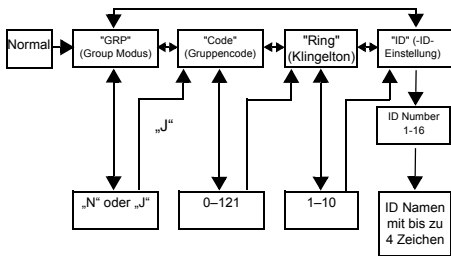 Normal
"GRP"
(Group Modus)
"Code"
(Gruppencode)
"Ring"
(Klingelton)
"ID" (-ID-
Einstellung)
„J“
ID Number
1-16
„N“ oder „J“
0–121
1–10
ID Namen
mit bis zu
4 Zeichen